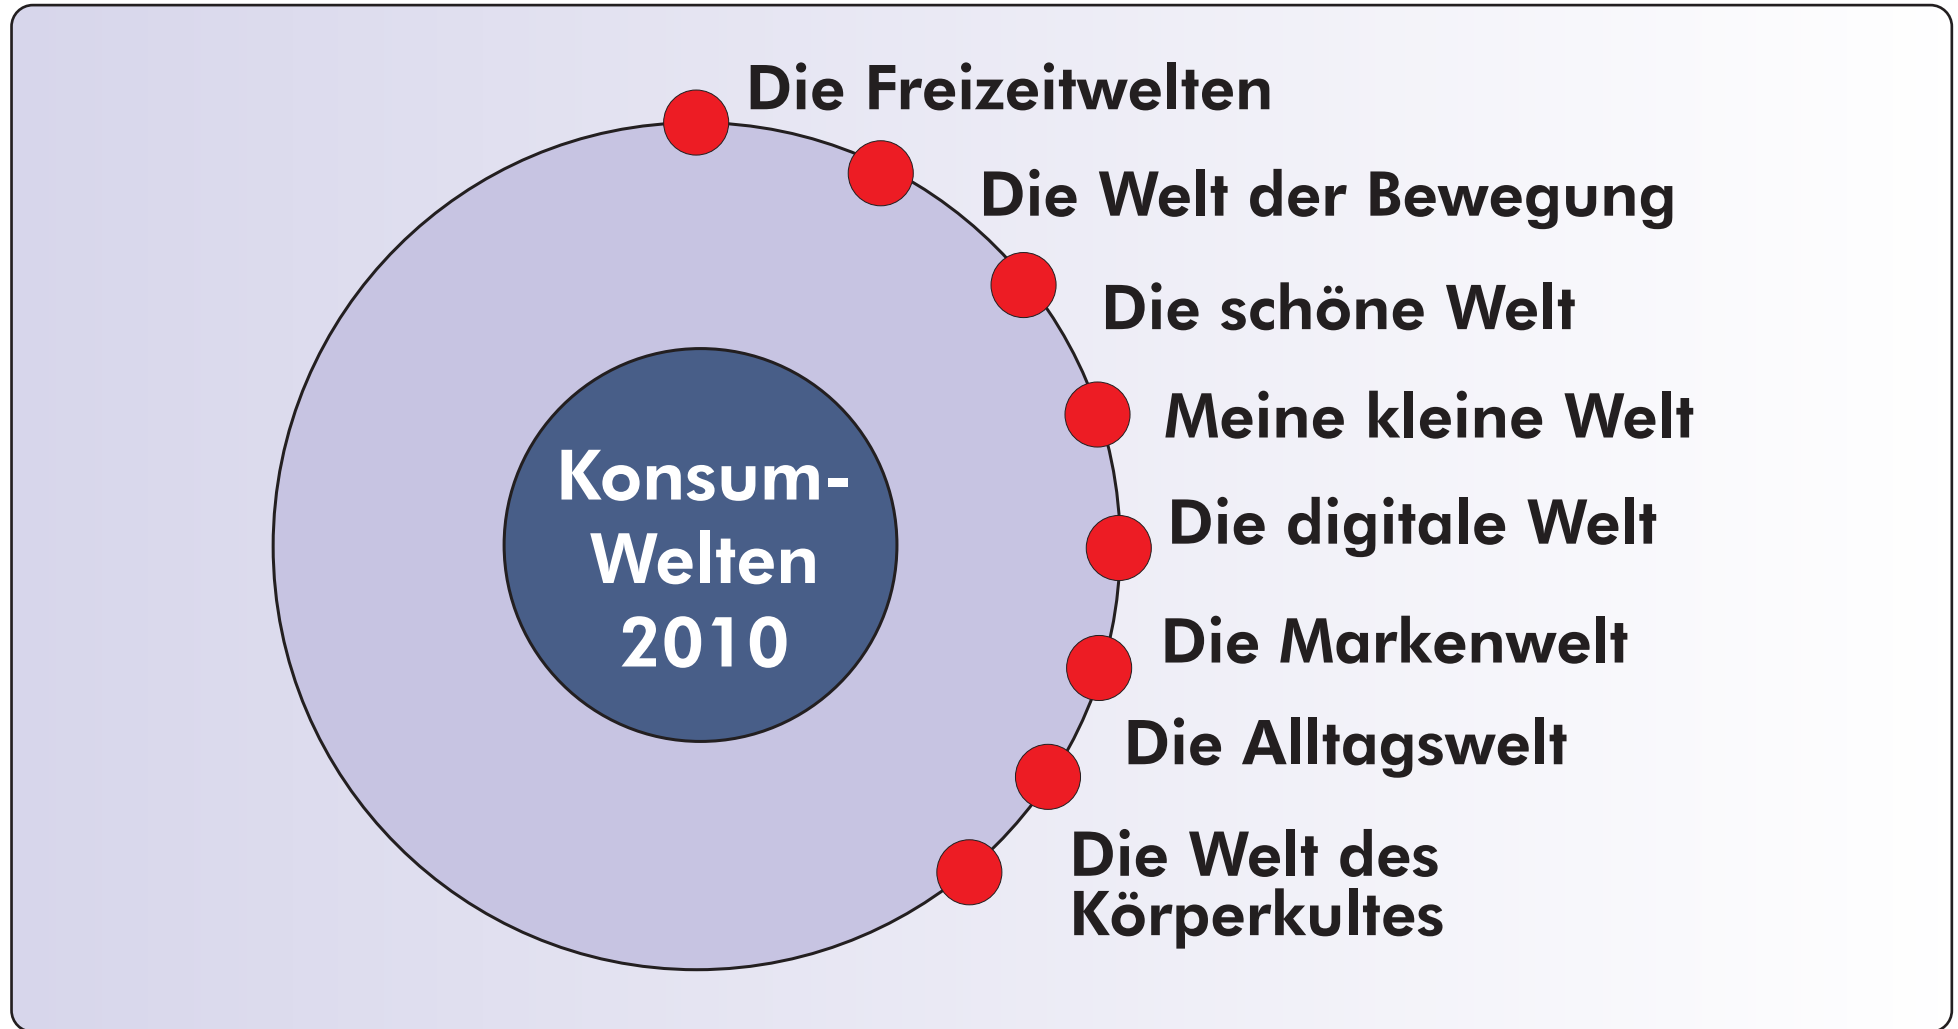 Die Freizeitwelten
Die Welt der Bewegung
Die schöne Welt
Meine kleine Welt
Die digitale Welt
Die Markenwelt
Die Alltagswelt
Die Welt des
Körperkultes
Konsum-
Welten
2010